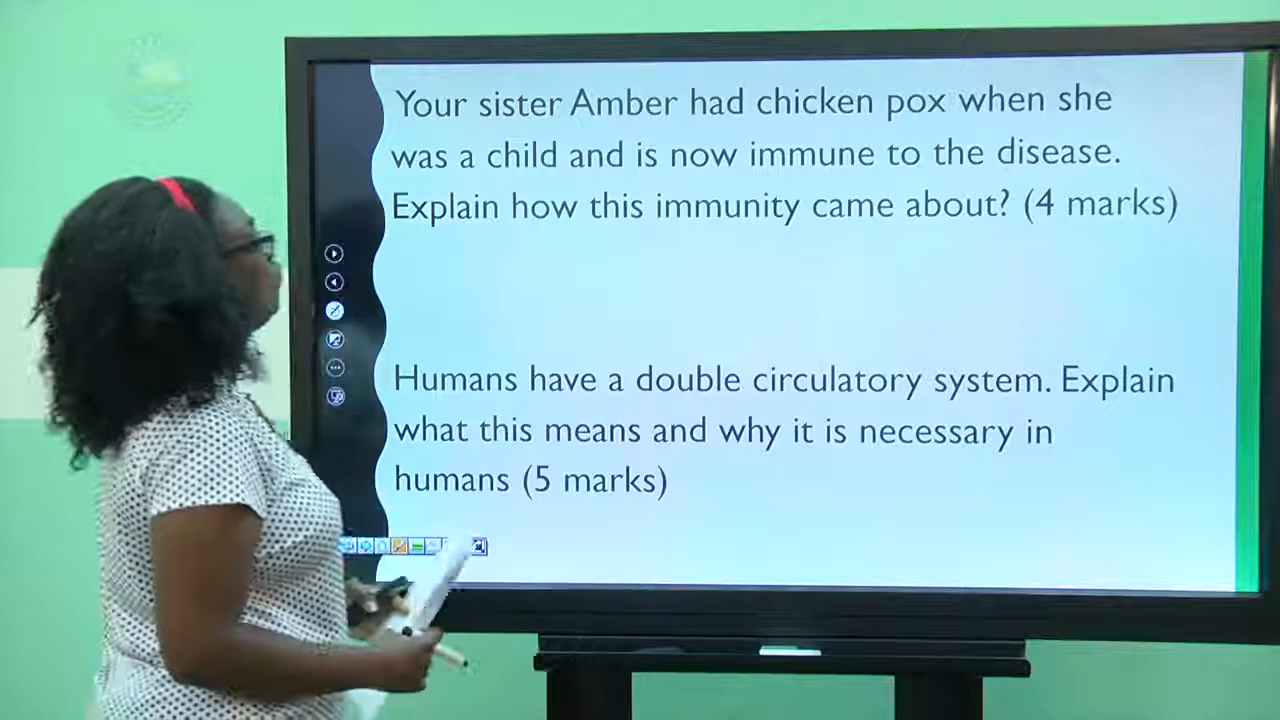 Your sister Amber had chicken pox when she
was a child and is now immune to the disease.
Explain how this immunity came about? (4 marks)
Humans have a double circulatory system. Explain
what this means and why it is necessary in
humans (5 marks)